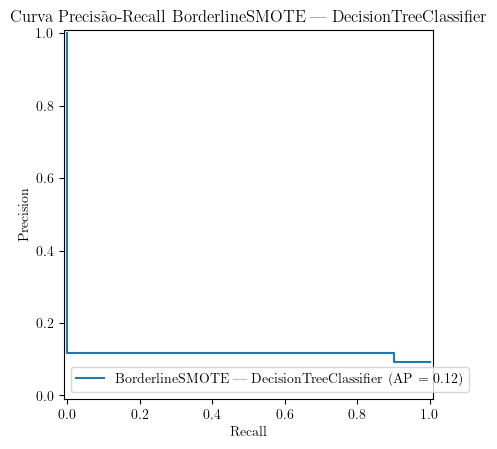 Curva Precisão-Recall BorderlineSMOTE — DecisionTreeClassifier
1.0
0.8
0.6
0.4
0.2
0.0
Precision
BorderlineSMOTE — DecisionTreeClassifier (AP = 0.12)
0.0 0.2 0.4 0.6 0.8 1.0
Recall